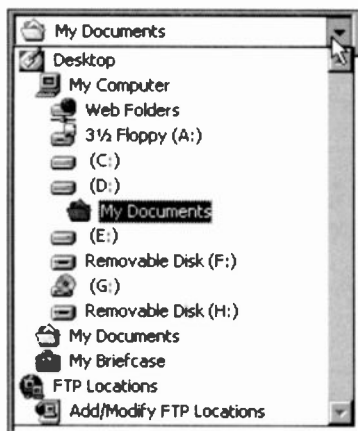 My Documents
Desktop
My Computer
Web Folders
3½ Floppy (A:)
(C:)
(D:)
My Documents
(E:)
Removable Disk (F:)
(G:)
Removable Disk (H:)
My Documents
My Briefcase
FTP Locations
Add/Modify FTP Locations